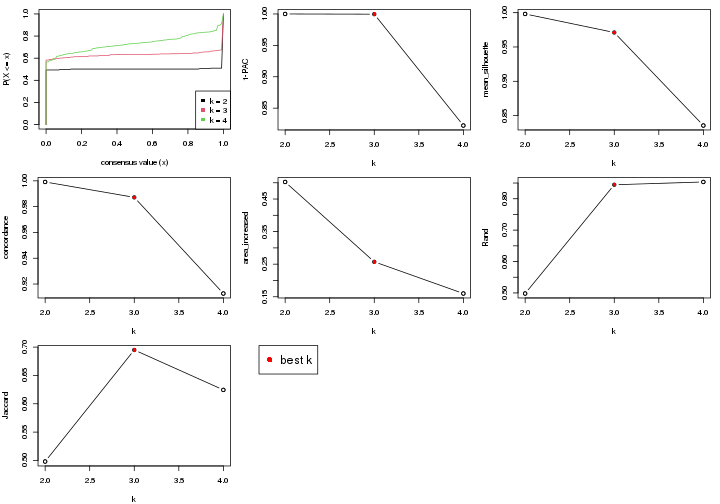 P(X <= x)
0.0 0.2 0.4 0.6 0.8 1.0
k = 2
k = 3
k = 4
0.0 0.2 0.4 0.6 0.8 1.0
consensus value (x)
1-PAC
0.85 0.90 0.95 1.00
2.0 2.5 3.0 3.5 4.0
k
mean_silhouette
0.85 0.90 0.95 1.00
2.0 2.5 3.0 3.5 4.0
k
concordance
0.92 0.94 0.96 0.98 1.00
2.0 2.5 3.0 3.5 4.0
k
area_increased
0.15 0.25 0.35 0.45
2.0 2.5 3.0 3.5 4.0
k
Rand
0.50 0.60 0.70 0.80
2.0 2.5 3.0 3.5 4.0
k
Jaccard
0.50 0.55 0.60 0.65 0.70
2.0 2.5 3.0 3.5 4.0
k
best k